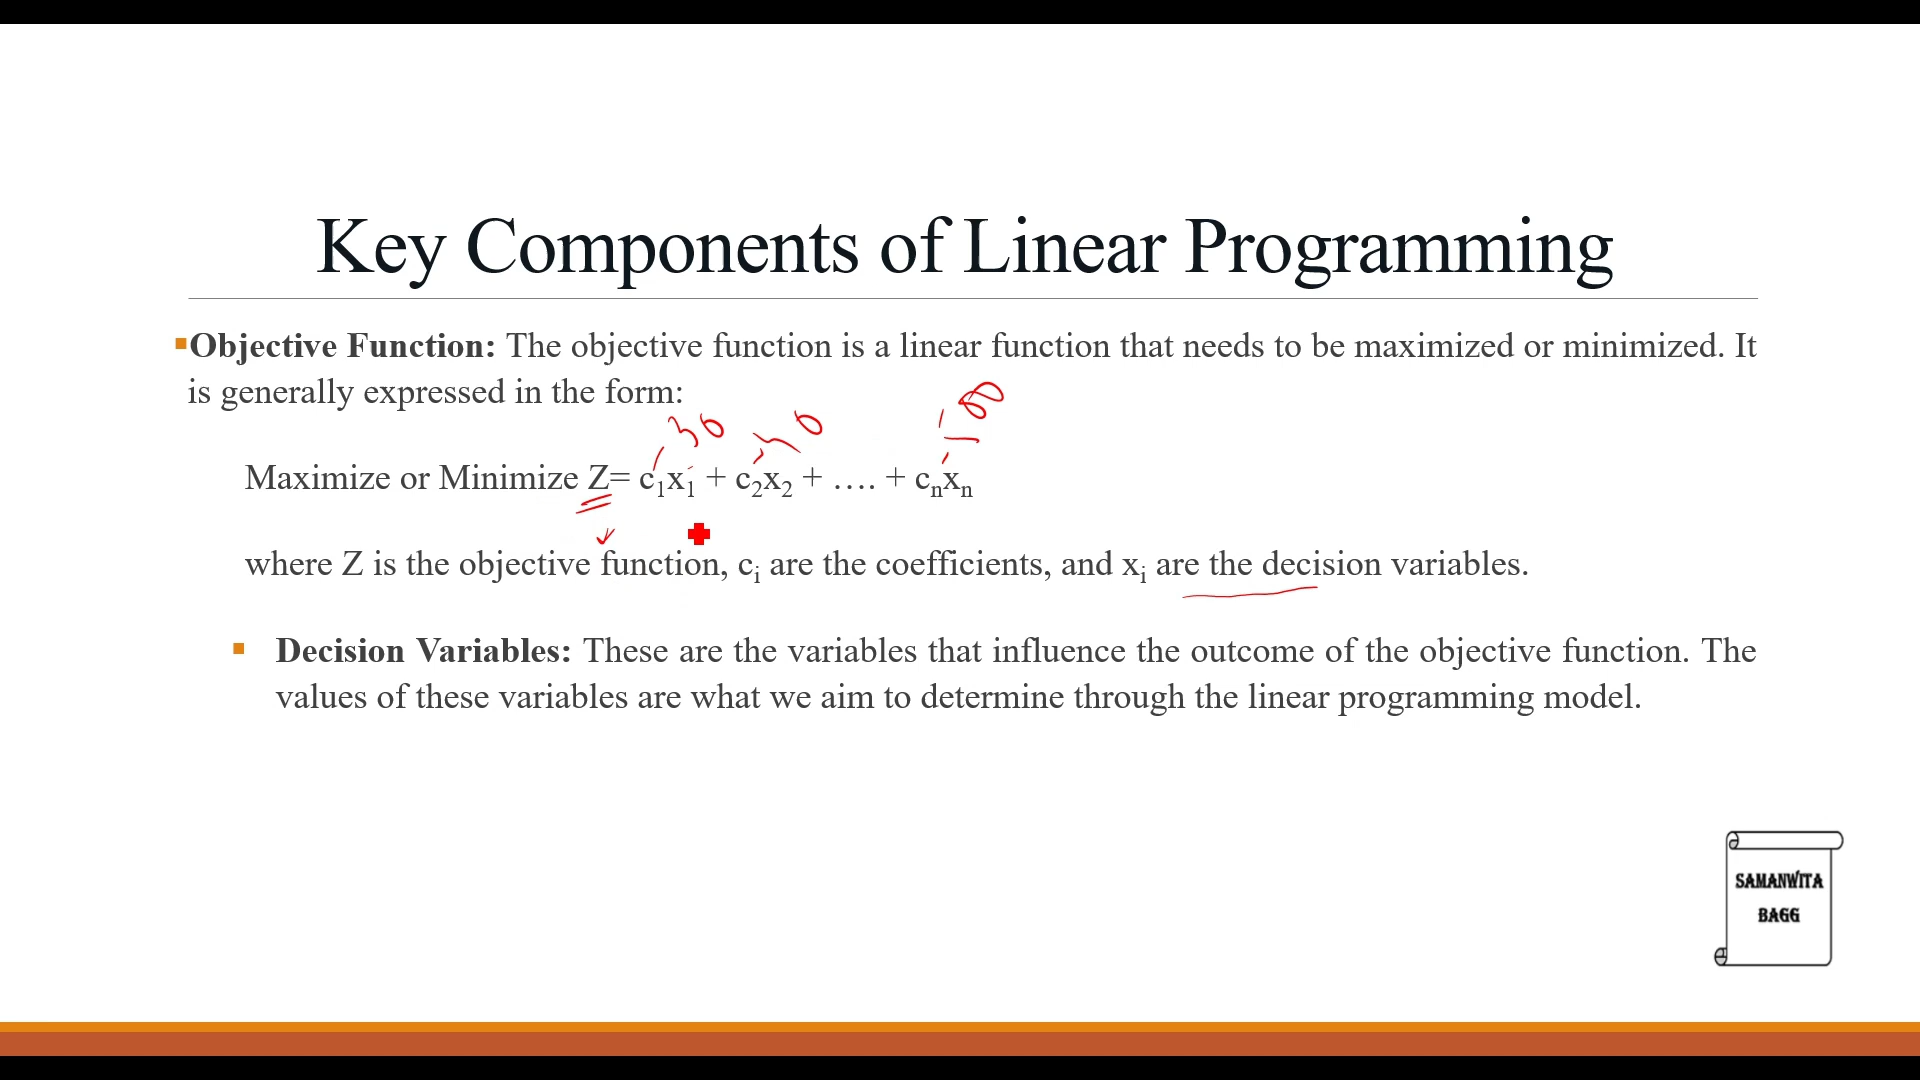 Key Components of Linear Programming
▪Objective Function: The objective function is a linear function that needs to be maximized or minimized. It
is generally expressed in the form:
30 40 100
Maximize or Minimize Z= c₁x₁ + c₂x₂ + …. + cₙxₙ
where Z is the objective function, cᵢ are the coefficients, and xᵢ are the decision variables.
▪ Decision Variables: These are the variables that influence the outcome of the objective function. The
values of these variables are what we aim to determine through the linear programming model.
SAMANWITA
BAGG